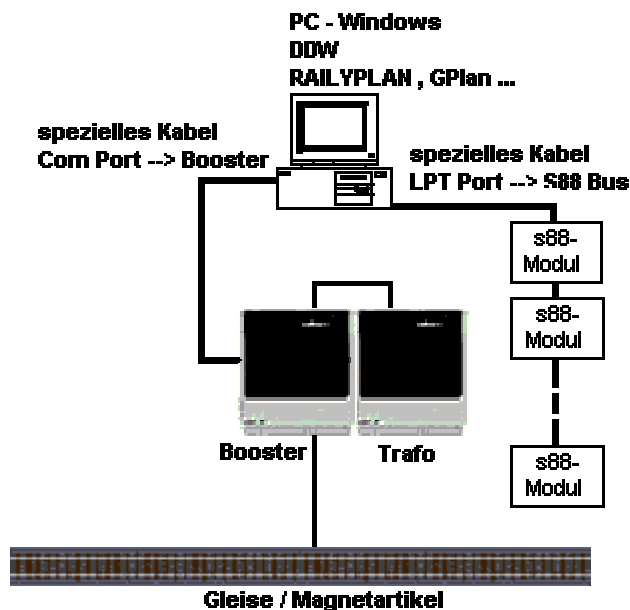 PC - Windows
DDW
RAILYPLAN , GPlan ...
spezielles Kabel
Com Port --> Booster
spezielles Kabel
LPT Port --> S88 Bus
s88-
Modul
s88-
Modul
s88-
Modul
Booster
Trafo
Gleise / Magnetartikel